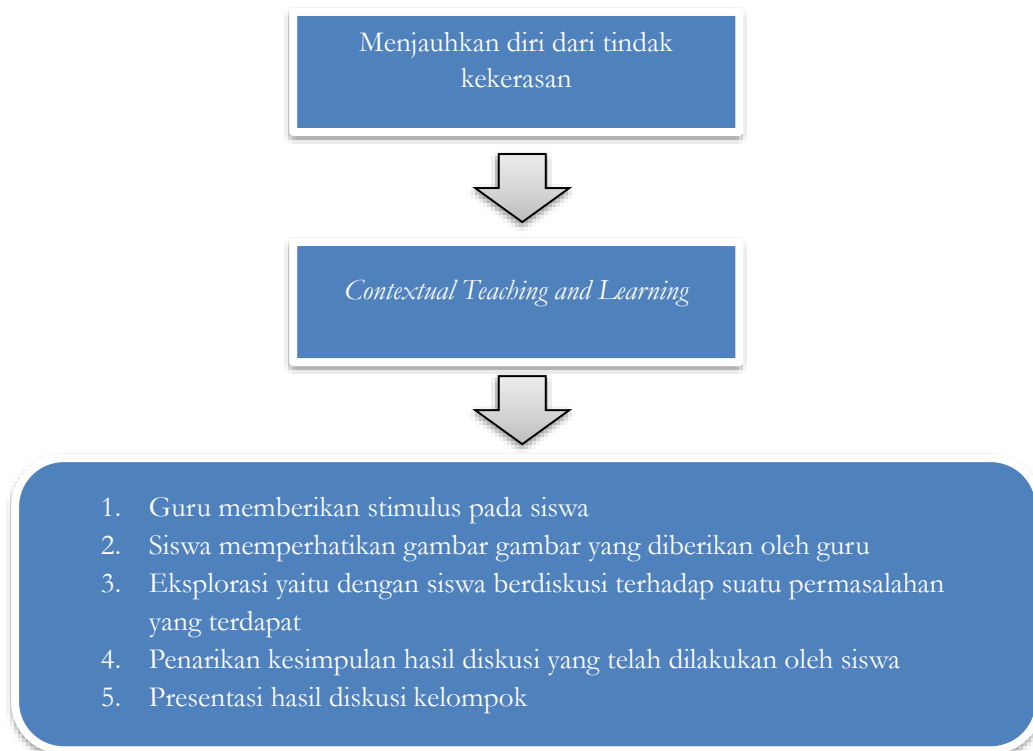 Menjauhkan diri dari tindak
kekerasan
Contextual Teaching and Learning
1. Guru memberikan stimulus pada siswa
2. Siswa memperhatikan gambar gambar yang diberikan oleh guru
3. Eksplorasi yaitu dengan siswa berdiskusi terhadap suatu permasalahan
yang terdapat
4. Penarikan kesimpulan hasil diskusi yang telah dilakukan oleh siswa
5. Presentasi hasil diskusi kelompok